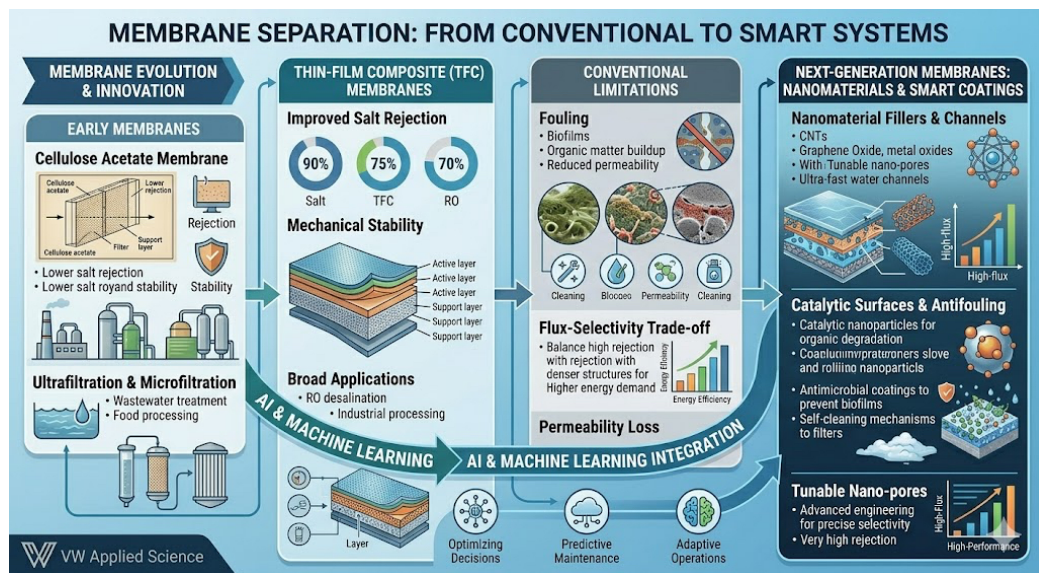 MEMBRANE SEPARATION: FROM CONVENTIONAL TO SMART SYSTEMS
MEMBRANE EVOLUTION
& INNOVATION
EARLY MEMBRANES
Cellulose Acetate Membrane
Cellulose
acetate
Lower
rejection
Cellulose acetate
Filter
Support
layer
Rejection
Stability
• Lower salt rejection
• Lower salt royand stability
Ultrafiltration & Microfiltration
• Wastewater treatment
• Food processing
THIN-FILM COMPOSITE (TFC)
MEMBRANES
Improved Salt Rejection
90%
75%
70%
Salt
TFC
RO
Mechanical Stability
Active layer
Active layer
Active layer
Support layer
Support layer
Support layer
Broad Applications
• RO desalination
• Industrial processing
Layer
CONVENTIONAL
LIMITATIONS
Fouling
• Biofilms
• Organic matter buildup
• Reduced permeability
Cleaning
Blocoeo
Permeability
Cleaning
Flux-Selectivity Trade-off
• Balance high rejection
with rejection with
denser structures for
Higher energy demand
Energy Efficiency
Permeability Loss
AI & MACHINE LEARNING
AI & MACHINE LEARNING INTEGRATION
Optimizing
Decisions
Predictive
Maintenance
Adaptive
Operations
NEXT-GENERATION MEMBRANES:
NANOMATERIALS & SMART COATINGS
Nanomaterial Fillers & Channels
• CNTs
• Graphene Oxide, metal oxides
• With Tunable nano-pores
• Ultra-fast water channels
High-flux
High-flux
Catalytic Surfaces & Antifouling
• Catalytic nanoparticles for
organic degradation
slove
and nanoparticles
• Antimicrobial coatings to
prevent biofilms
• Self-cleaning mechanisms
to filters
Tunable Nano-pores
• Advanced engineering
for precise selectivity
• Very high rejection
High-Flux
High-Performance
VW Applied Science